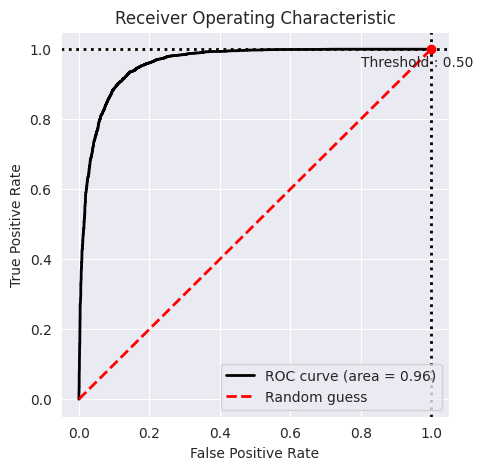 Receiver Operating Characteristic
1.0
0.8
0.6
0.4
0.2
0.0
True Positive Rate
Threshold : 0.50
ROC curve (area = 0.96)
Random guess
0.0 0.2 0.4 0.6 0.8 1.0
False Positive Rate